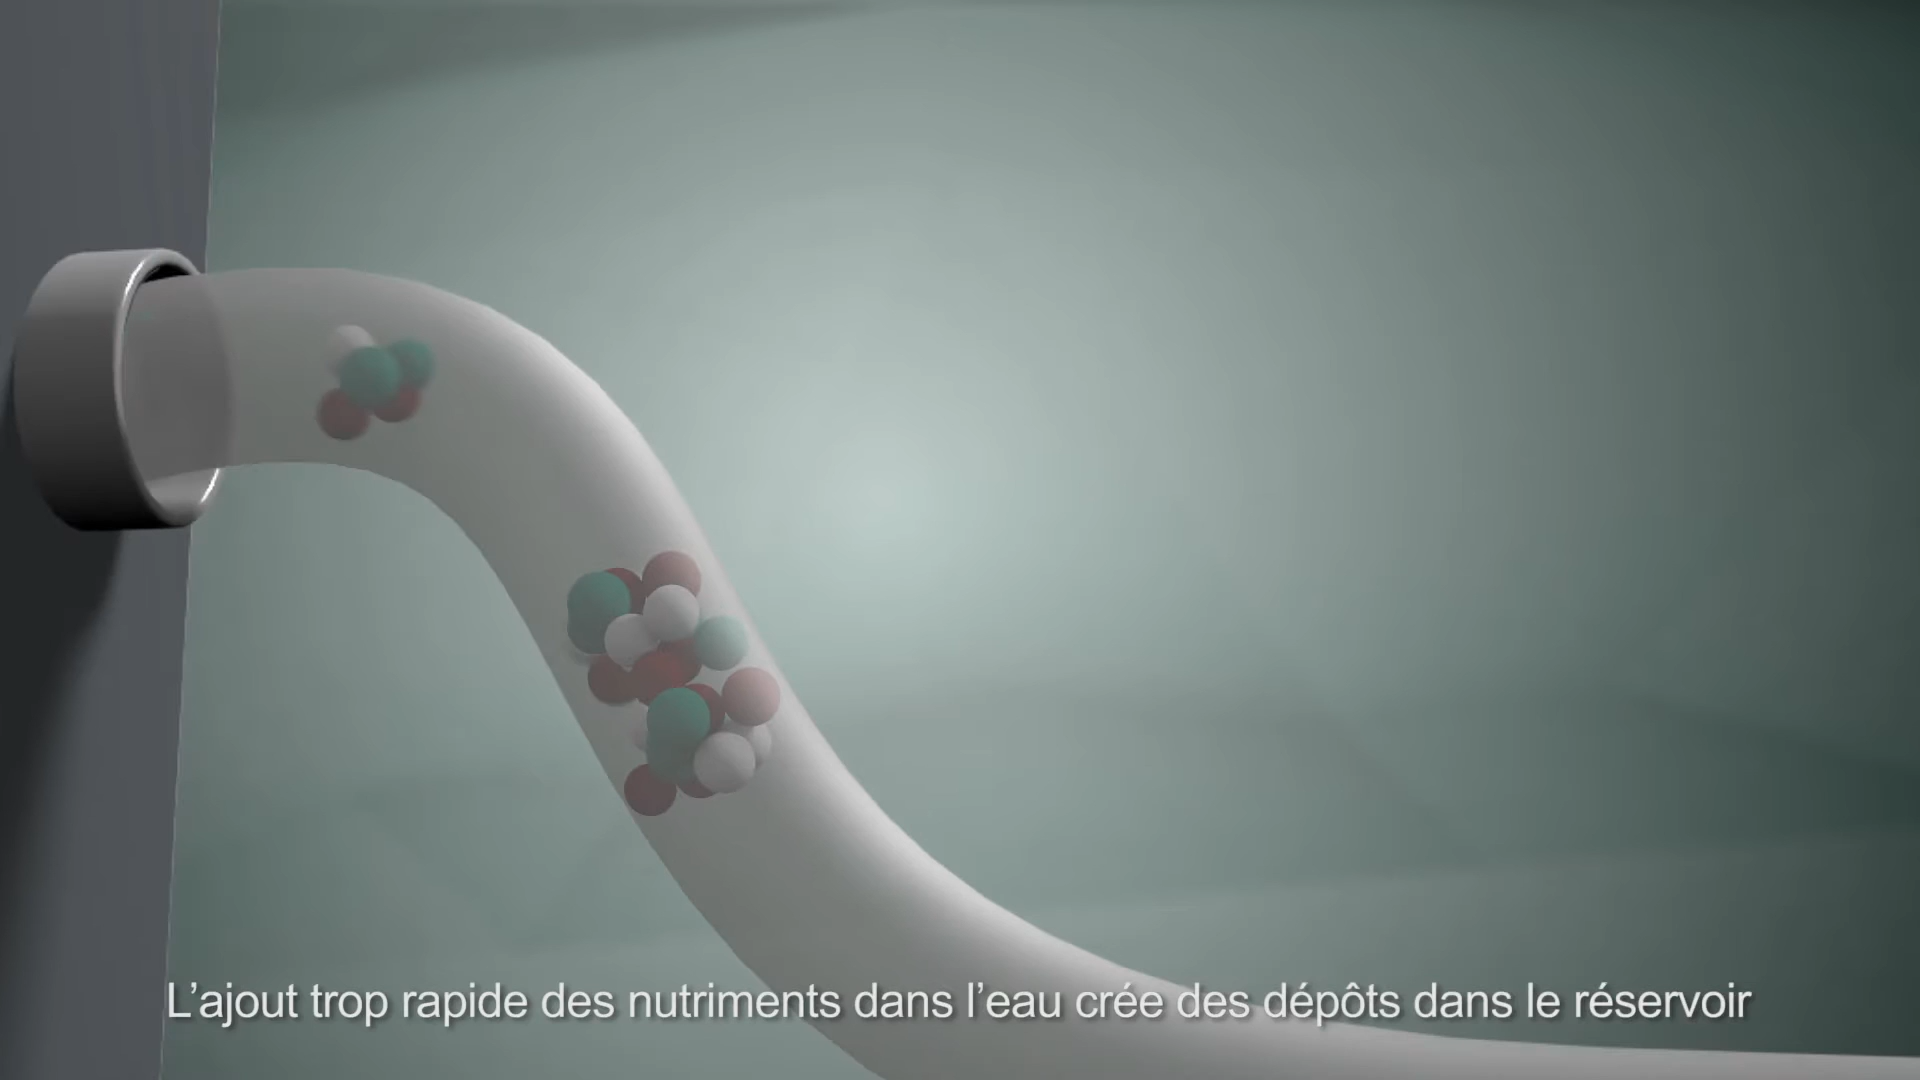 L’ajout trop rapide des nutriments dans l’eau crée des dépôts dans le réservoir